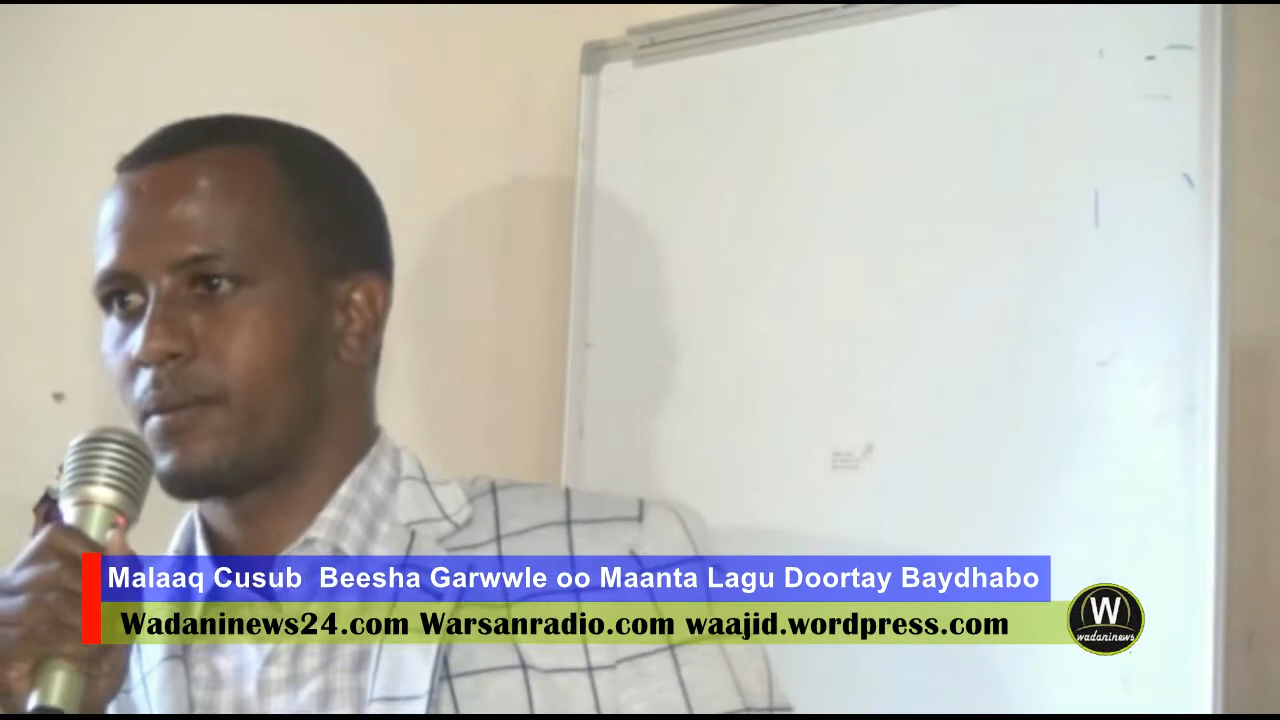 Malaaq Cusub Beesha Garwwle oo Maanta Lagu Doortay Baydhabo
Wadaninews24.com Warsanradio.com waajid.wordpress.com
W
wadaninews